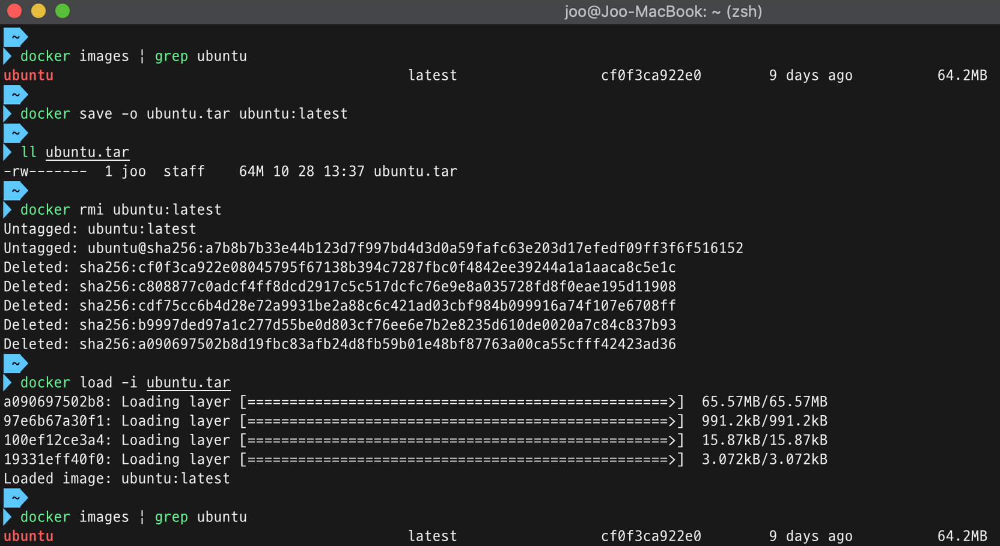 joo@Joo-MacBook: ~ (zsh)
~
docker images | grep ubuntu
ubuntu latest cf0f3ca922e0 9 days ago 64.2MB
~
docker save -o ubuntu.tar ubuntu:latest
~
ll ubuntu.tar
-rw------- 1 joo staff 64M 10 28 13:37 ubuntu.tar
~
docker rmi ubuntu:latest
Untagged: ubuntu:latest
Untagged: ubuntu@sha256:a7b8b7b33e44b123d7f997bd4d3d0a59fafc63e203d17efedf09ff3f6f516152
Deleted: sha256:cf0f3ca922e08045795f67138b394c7287fbc0f4842ee39244a1a1aaca8c5e1c
Deleted: sha256:c808877c0adcf4ff8dcd2917c5c517dcfc76e9e8a035728fd8f0eae195d11908
Deleted: sha256:cdf75cc6b4d28e72a9931be2a88c6c421ad03cbf984b099916a74f107e6708ff
Deleted: sha256:b9997ded97a1c277d55be0d803cf76ee6e7b2e8235d610de0020a7c84c837b93
Deleted: sha256:a090697502b8d19fbc83afb24d8fb59b01e48bf87763a00ca55cfff42423ad36
~
docker load -i ubuntu.tar
a090697502b8: Loading layer [==================================================>] 65.57MB/65.57MB
97e6b67a30f1: Loading layer [==================================================>] 991.2kB/991.2kB
100ef12ce3a4: Loading layer [==================================================>] 15.87kB/15.87kB
19331eff40f0: Loading layer [==================================================>] 3.072kB/3.072kB
Loaded image: ubuntu:latest
~
docker images | grep ubuntu
ubuntu latest cf0f3ca922e0 9 days ago 64.2MB